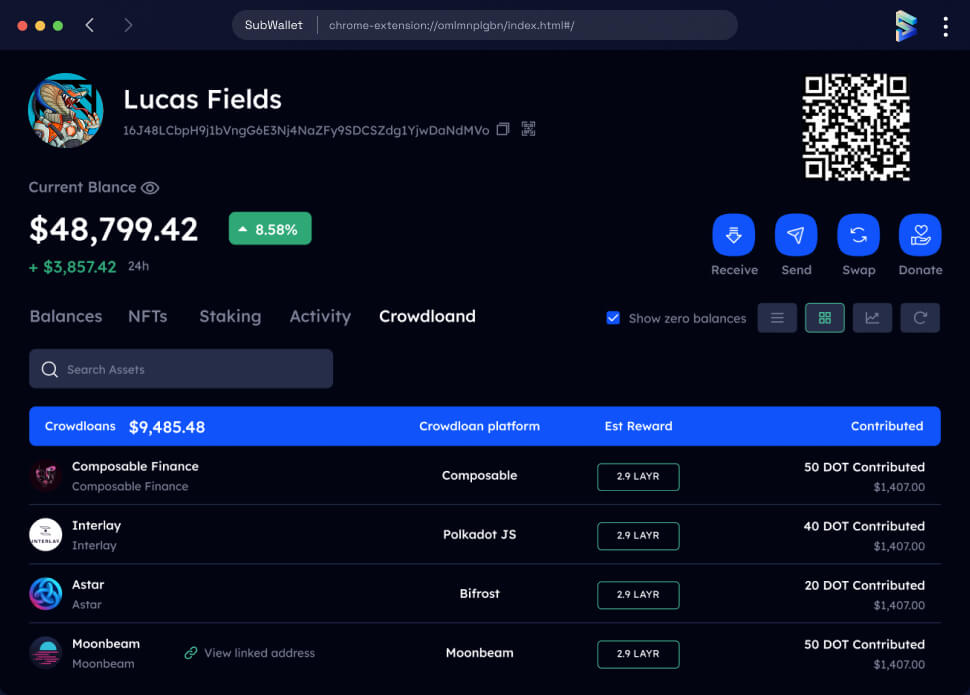 SubWallet chrome-extension://omlmnplgbn/index.html#/
Lucas Fields
16J48LCbpH9j1bVngG6E3Nj4NaZFy9SDCSZdg1YjwDaNdMVo
Current Blance
$48,799.42 8.58%
+ $3,857.42 24h
Receive Send Swap Donate
Balances NFTs Staking Activity Crowdloand Show zero balances
Search Assets
Crowdloans $9,485.48 Crowdloan platform Est Reward Contributed
Composable Finance
Composable Finance
Composable 2.9 LAYR 50 DOT Contributed
$1,407.00
INTERLAY
Interlay
Interlay
Polkadot JS 2.9 LAYR 40 DOT Contributed
$1,407.00
Astar
Astar
Bifrost 2.9 LAYR 20 DOT Contributed
$1,407.00
Moonbeam
Moonbeam
View linked address Moonbeam 2.9 LAYR 50 DOT Contributed
$1,407.00